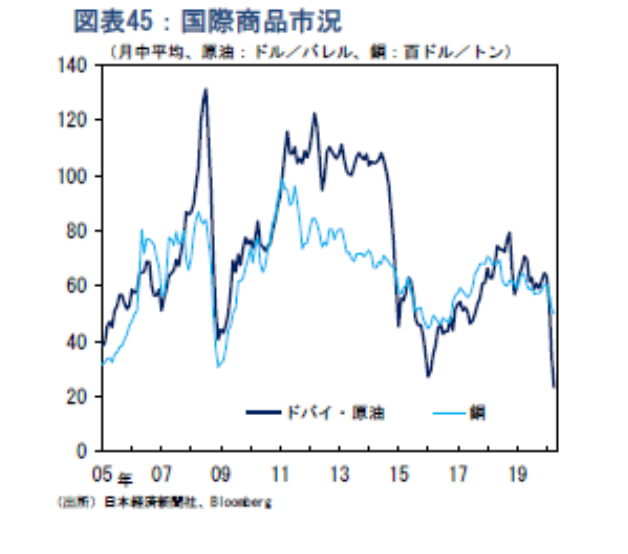 図表45：国際商品市況
（月中平均、原油：ドル／バレル、銅：百ドル／トン）
140
120
100
80
60
40
20
0
ドバイ・原油
銅
05 年 07 09 11 13 15 17 19
（出所）日本経済新聞社、Bloomberg